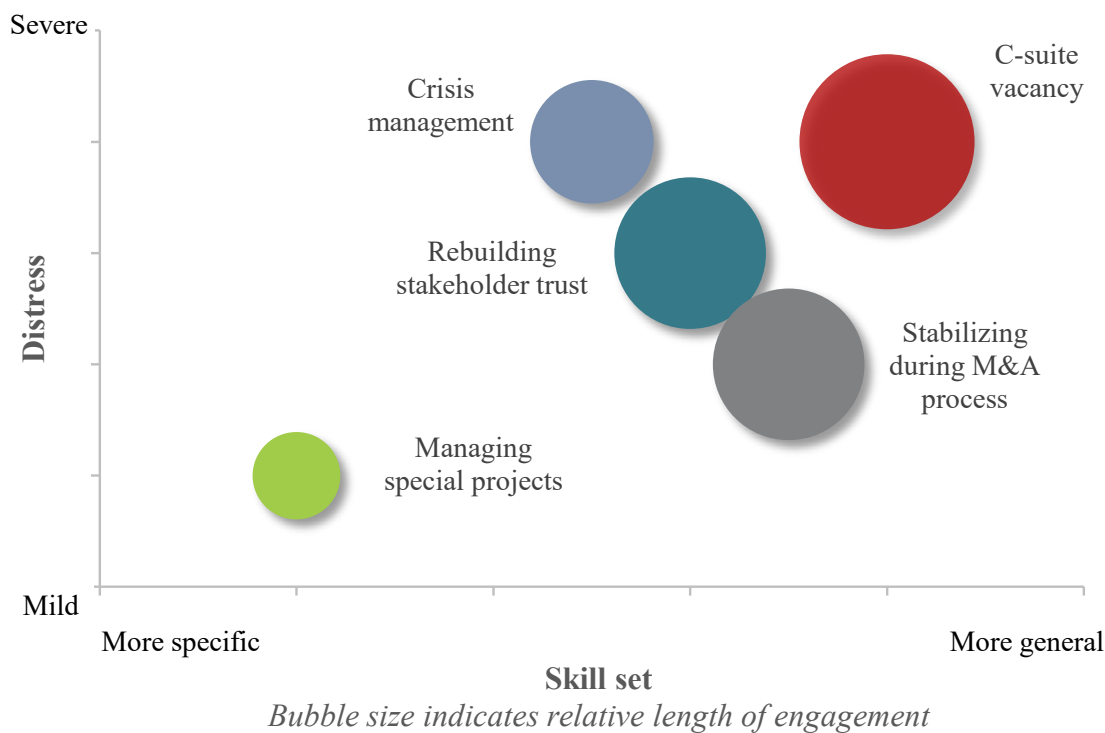 Severe
C-suite
vacancy
Crisis
management
Rebuilding
stakeholder trust
Distress
Stabilizing
during M&A
process
Managing
special projects
Mild
More specific
More general
Skill set
Bubble size indicates relative length of engagement